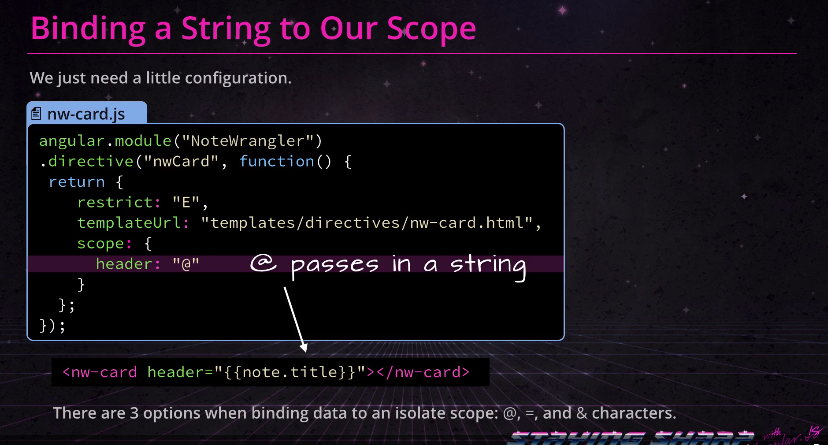 Binding a String to Our Scope
We just need a little configuration.
nw-card.js
angular.module("NoteWrangler")
.directive("nwCard", function() {
return {
restrict: "E",
templateUrl: "templates/directives/nw-card.html",
scope: {
header: "@"
@ passes in a string
}
};
});
<nw-card header="{{note.title}}"></nw-card>
There are 3 options when binding data to an isolate scope: @, =, and & characters.
STAYING SHARP
with